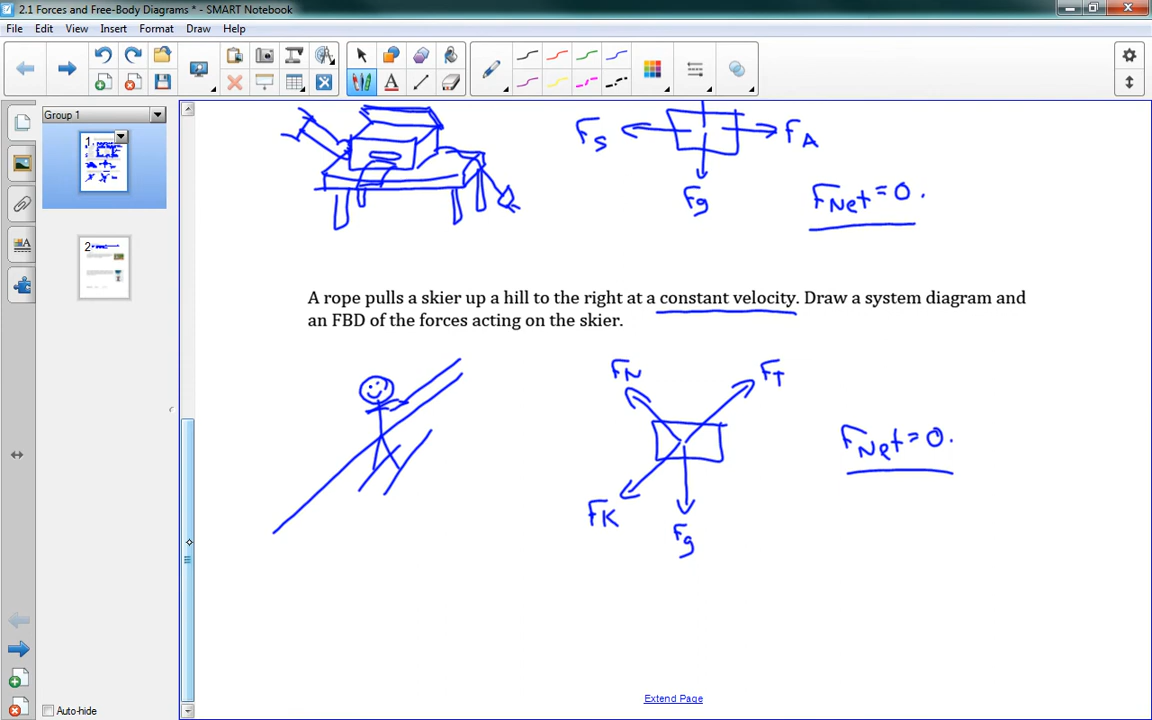 2.1 Forces and Free-Body Diagrams * - SMART Notebook
File Edit View Insert Format Draw Help
Group 1
1
2
FS
FA
Fg
FNet = 0.
A rope pulls a skier up a hill to the right at a constant velocity. Draw a system diagram and
an FBD of the forces acting on the skier.
FN
FT
FNet = 0.
FK
Fg
Extend Page
Auto-hide